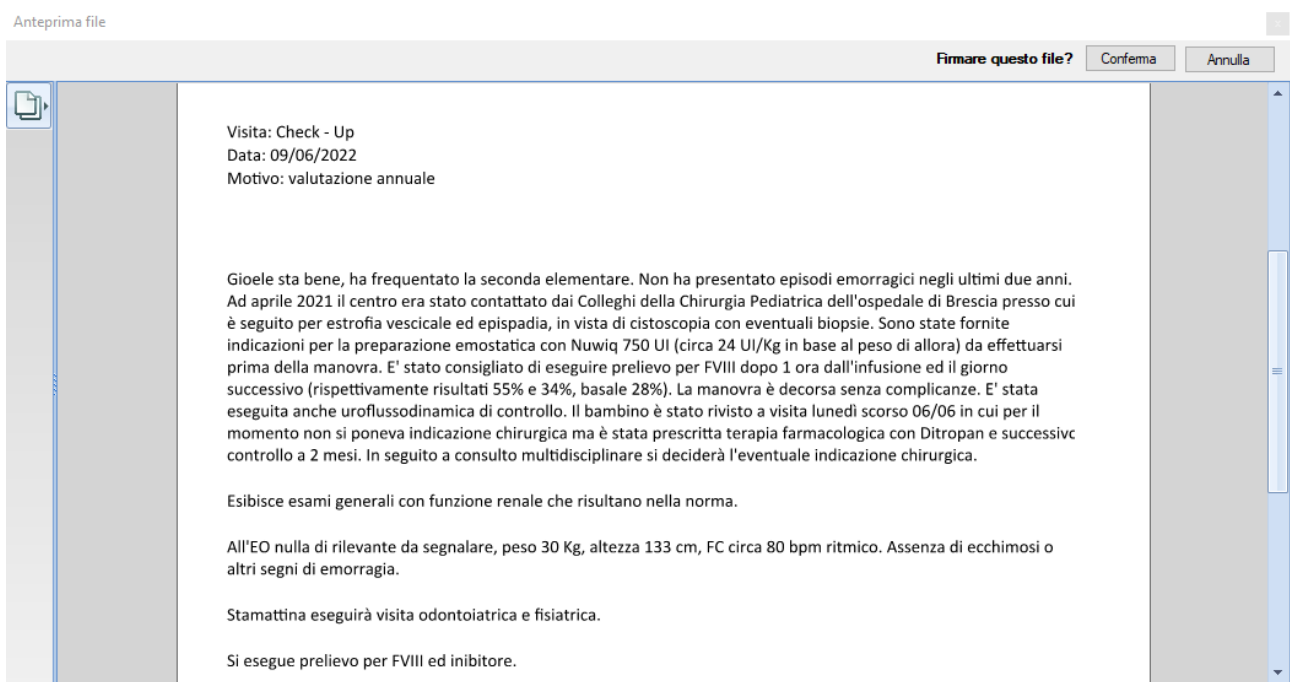 Anteprima file
Firmare questo file?
Conferma
Annulla
Visita: Check - Up
Data: 09/06/2022
Motivo: valutazione annuale
Gioele sta bene, ha frequentato la seconda elementare. Non ha presentato episodi emorragici negli ultimi due anni.
Ad aprile 2021 il centro era stato contattato dai Colleghi della Chirurgia Pediatrica dell'ospedale di Brescia presso cui
è seguito per estrofia vescicale ed epispadia, in vista di cistoscopia con eventuali biopsie. Sono state fornite
indicazioni per la preparazione emostatica con Nuwiq 750 UI (circa 24 UI/Kg in base al peso di allora) da effettuarsi
prima della manovra. E' stato consigliato di eseguire prelievo per FVIII dopo 1 ora dall'infusione ed il giorno
successivo (rispettivamente risultati 55% e 34%, basale 28%). La manovra è decorsa senza complicanze. E' stata
eseguita anche uroflussodinamica di controllo. Il bambino è stato rivisto a visita lunedì scorso 06/06 in cui per il
momento non si poneva indicazione chirurgica ma è stata prescritta terapia farmacologica con Ditropan e successivo
controllo a 2 mesi. In seguito a consulto multidisciplinare si deciderà l'eventuale indicazione chirurgica.
Esibisce esami generali con funzione renale che risultano nella norma.
All'EO nulla di rilevante da segnalare, peso 30 Kg, altezza 133 cm, FC circa 80 bpm ritmico. Assenza di ecchimosi o
altri segni di emorragia.
Stamattina eseguirà visita odontoiatrica e fisiatrica.
Si esegue prelievo per FVIII ed inibitore.